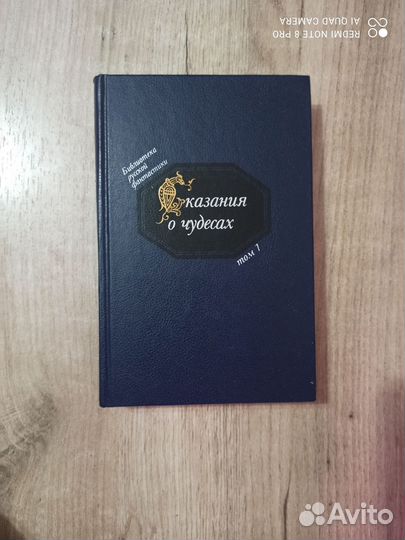 REDMI NOTE 8 PRO
AI QUAD CAMERA
Библиотека
русской
фантастики
Сказания
о чудесах
том 1
Avito